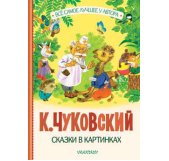 ВСЁ САМОЕ ЛУЧШЕЕ У АВТОРА
К. ЧУКОВСКИЙ
СКАЗКИ В КАРТИНКАХ